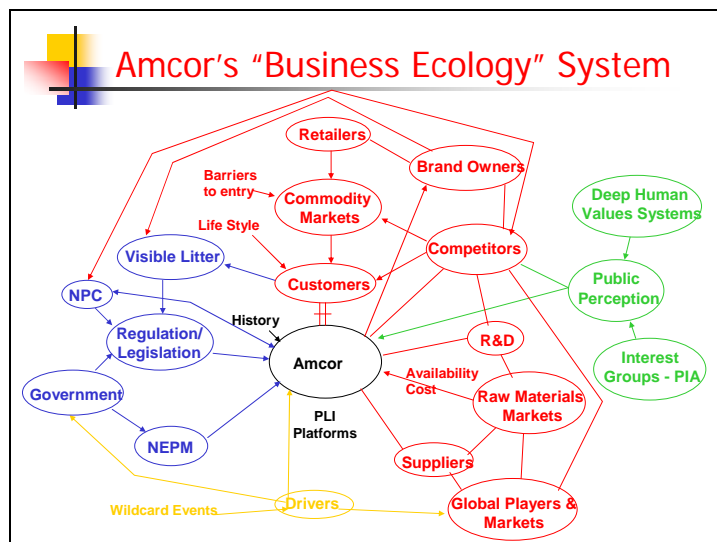 Amcor's "Business Ecology" System
Retailers
Brand Owners
Barriers
to entry
Commodity
Markets
Deep Human
Values Systems
Life Style
Visible Litter
Competitors
Customers
Public
Perception
NPC
History
Regulation/
Legislation
R&D
Amcor
Interest
Groups - PIA
Availability
Cost
Government
Raw Materials
Markets
PLI
Platforms
NEPM
Suppliers
Wildcard Events
Drivers
Global Players &
Markets